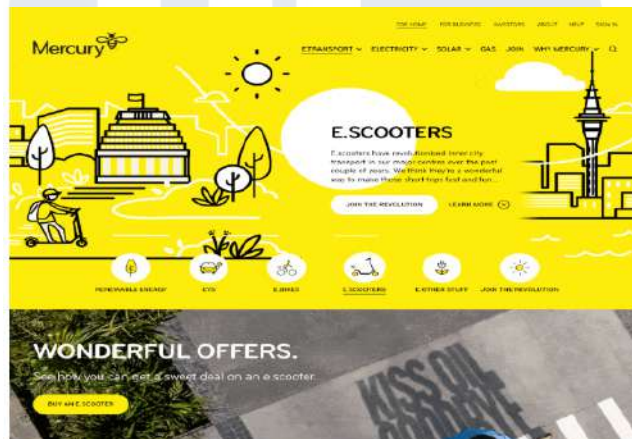 FOR HOME FOR BUSINESS INVESTORS ABOUT HELP SIGN IN
Mercury
E.TRANSPORT ELECTRICITY SOLAR GAS JOIN WHY MERCURY
E.SCOOTERS
E.scooters have revolutionised inner city
transport in our major centres over the past
couple of years. We think they're a wonderful
way to make those short trips fast and fun...
JOIN THE REVOLUTION LEARN MORE
RENEWABLE ENERGY EVS E.BIKES E.SCOOTERS E.OTHER STUFF JOIN THE REVOLUTION
WONDERFUL OFFERS.
See how you can get a sweet deal on an e.scooter.
BUY AN E.SCOOTER
KISS OIL
GOODBYE